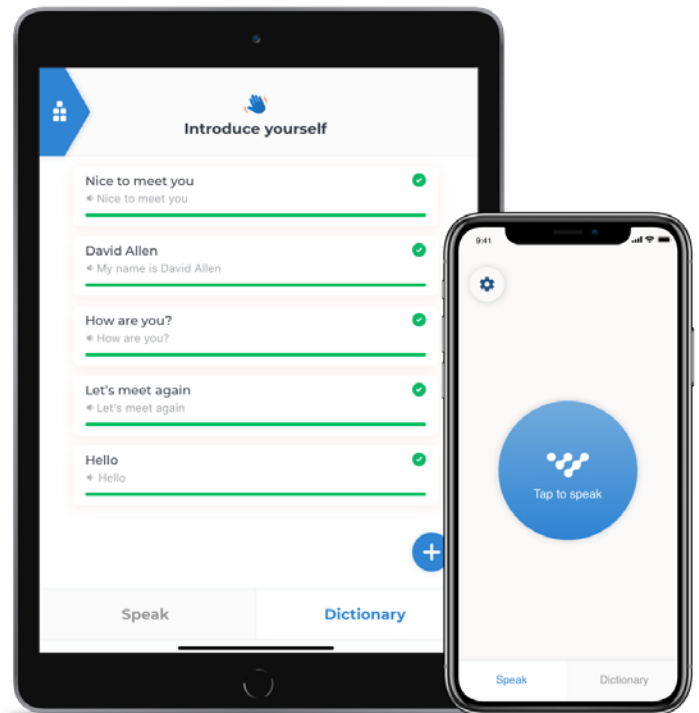 Introduce yourself
Nice to meet you
Nice to meet you
David Allen
My name is David Allen
How are you?
How are you?
Let's meet again
Let's meet again
Hello
Hello
Speak
Dictionary
9:41
Tap to speak
Speak
Dictionary